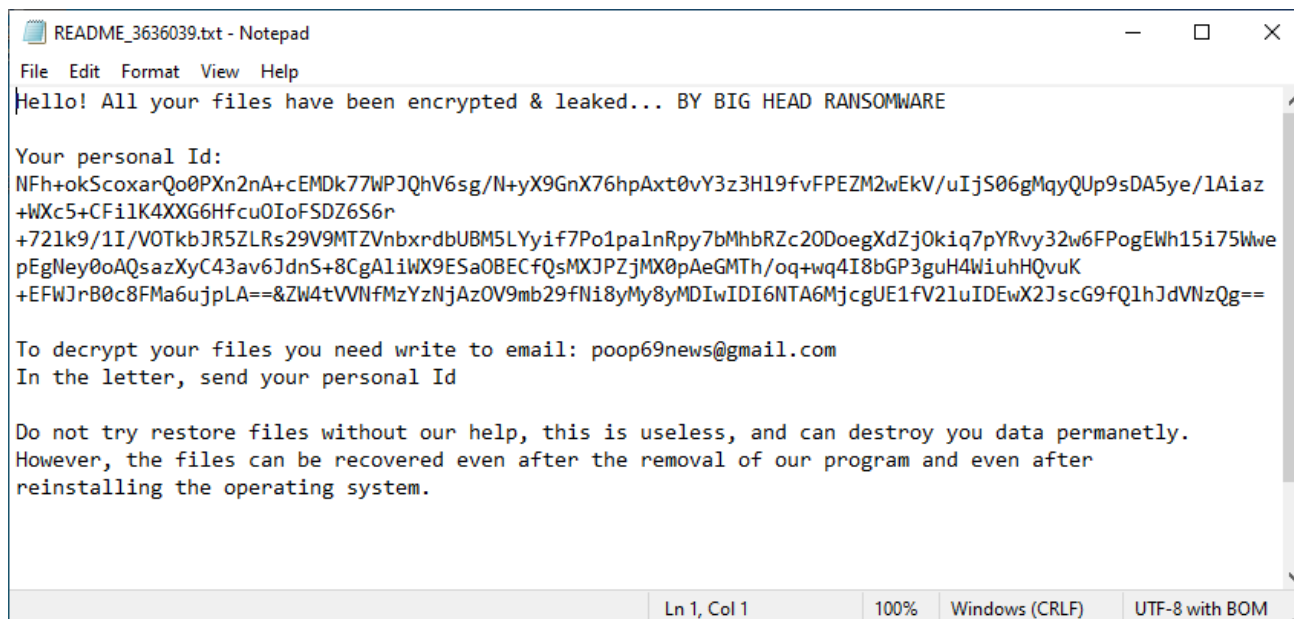 README_3636039.txt - Notepad
File Edit Format View Help
Hello! All your files have been encrypted & leaked... BY BIG HEAD RANSOMWARE
Your personal Id:
NFh+okScoxarQo0PXn2nA+cEMDk77WPJQhV6sg/N+yX9GnX76hpAxt0vY3z3Hl9fvFPEZM2wEkV/uIjS06gMqyQUp9sDA5ye/lAiaz
+WXc5+CFilK4XXG6HfcuOIoFSDZ6S6r
+72lk9/1I/VOTkbJR5ZLRs29V9MTZVnbxrdbUBM5LYyif7Po1palnRpy7bMhbRZc2ODoegXdZjOkiq7pYRvy32w6FPogEWh15i75Wwe
pEgNey0oAQsazXyC43av6JdnS+8CgAliWX9ESaOBECfQsMXJPZjMX0pAeGMTh/oq+wq4I8bGP3guH4WiuhHQvuK
+EFWJrB0c8FMa6ujpLA==&ZW4tVVNfMzYzNjAzOV9mb29fNi8yMy8yMDIwIDI6NTA6MjcgUE1fV2luIDEwX2JscG9fQlhJdVNzQg==
To decrypt your files you need write to email: poop69news@gmail.com
In the letter, send your personal Id
Do not try restore files without our help, this is useless, and can destroy you data permanetly.
However, the files can be recovered even after the removal of our program and even after
reinstalling the operating system.
Ln 1, Col 1 100% Windows (CRLF) UTF-8 with BOM